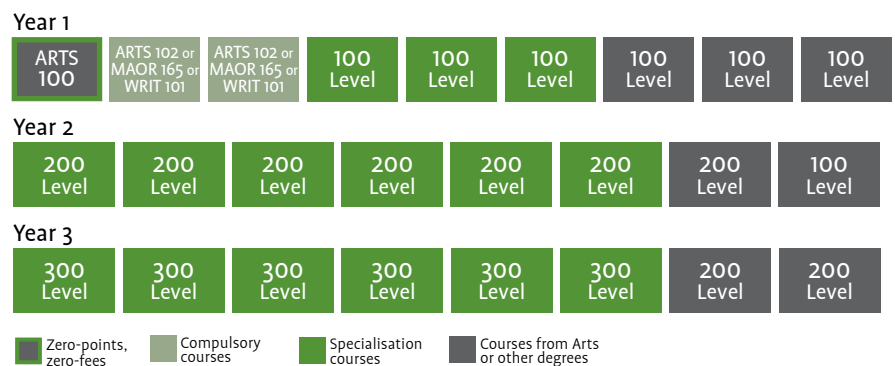 Year 1
ARTS
100
ARTS 102 or
MAOR 165 or
WRIT 101
ARTS 102 or
MAOR 165 or
WRIT 101
100
Level
100
Level
100
Level
100
Level
100
Level
100
Level
Year 2
200
Level
200
Level
200
Level
200
Level
200
Level
200
Level
200
Level
100
Level
Year 3
300
Level
300
Level
300
Level
300
Level
300
Level
300
Level
200
Level
200
Level
Zero-points,
zero-fees
Compulsory
courses
Specialisation
courses
Courses from Arts
or other degrees